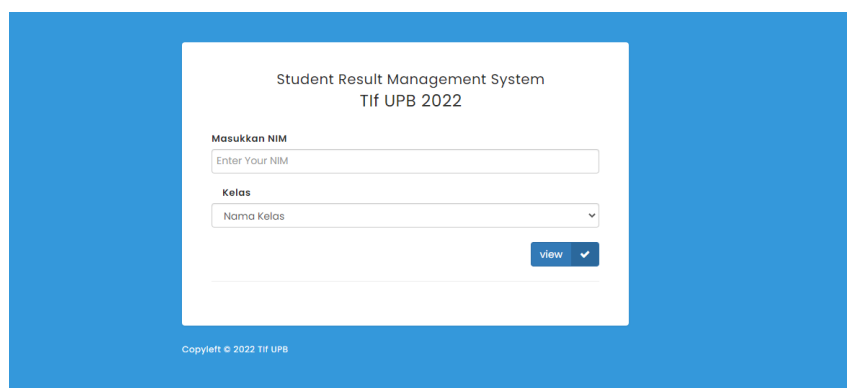 Student Result Management System
TIf UPB 2022
Masukkan NIM
Enter Your NIM
Kelas
Nama Kelas
view
Copyleft © 2022 TIf UPB